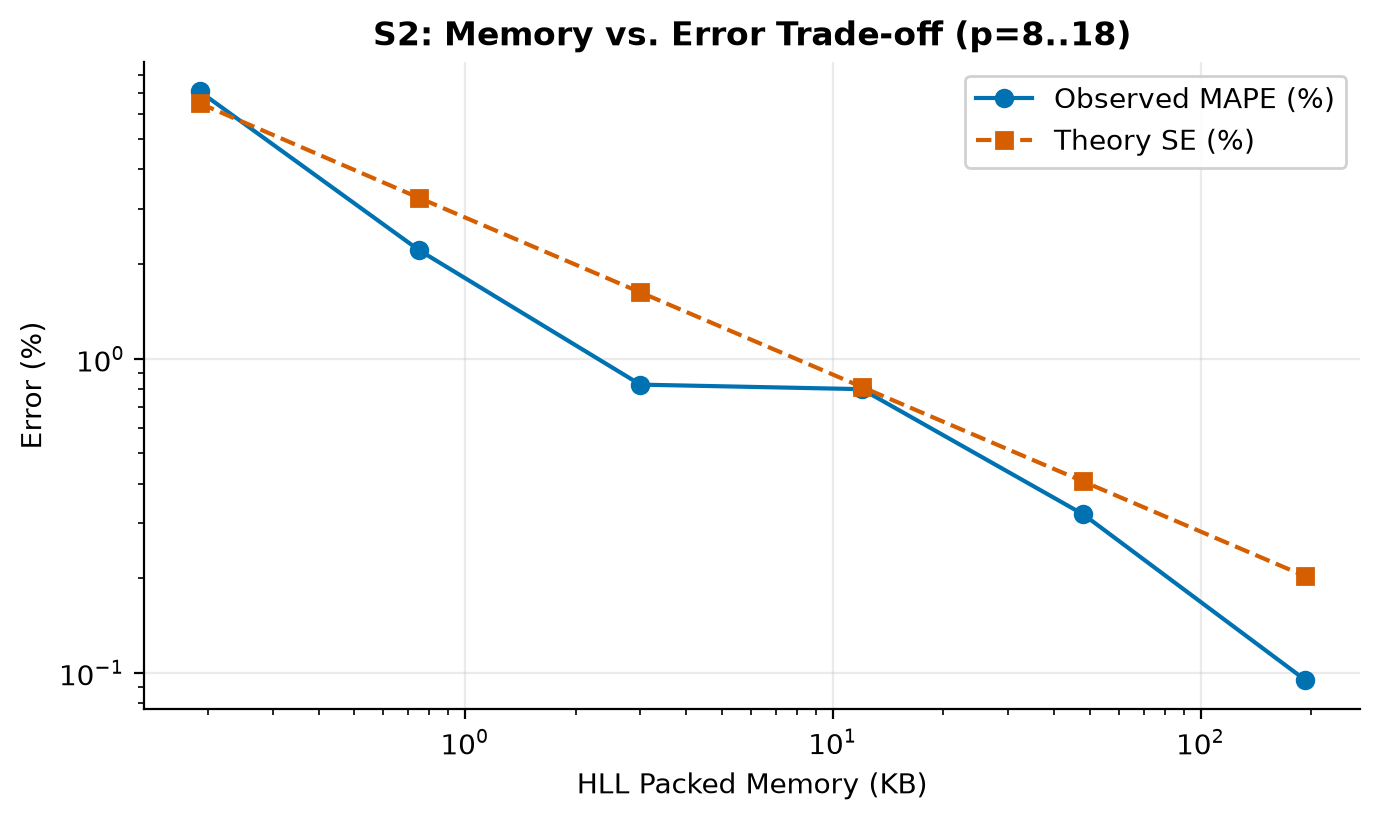 S2: Memory vs. Error Trade-off (p=8..18)
Observed MAPE (%)
Theory SE (%)
Error (%)
10⁰
10⁻¹
10⁰
10¹
10²
HLL Packed Memory (KB)